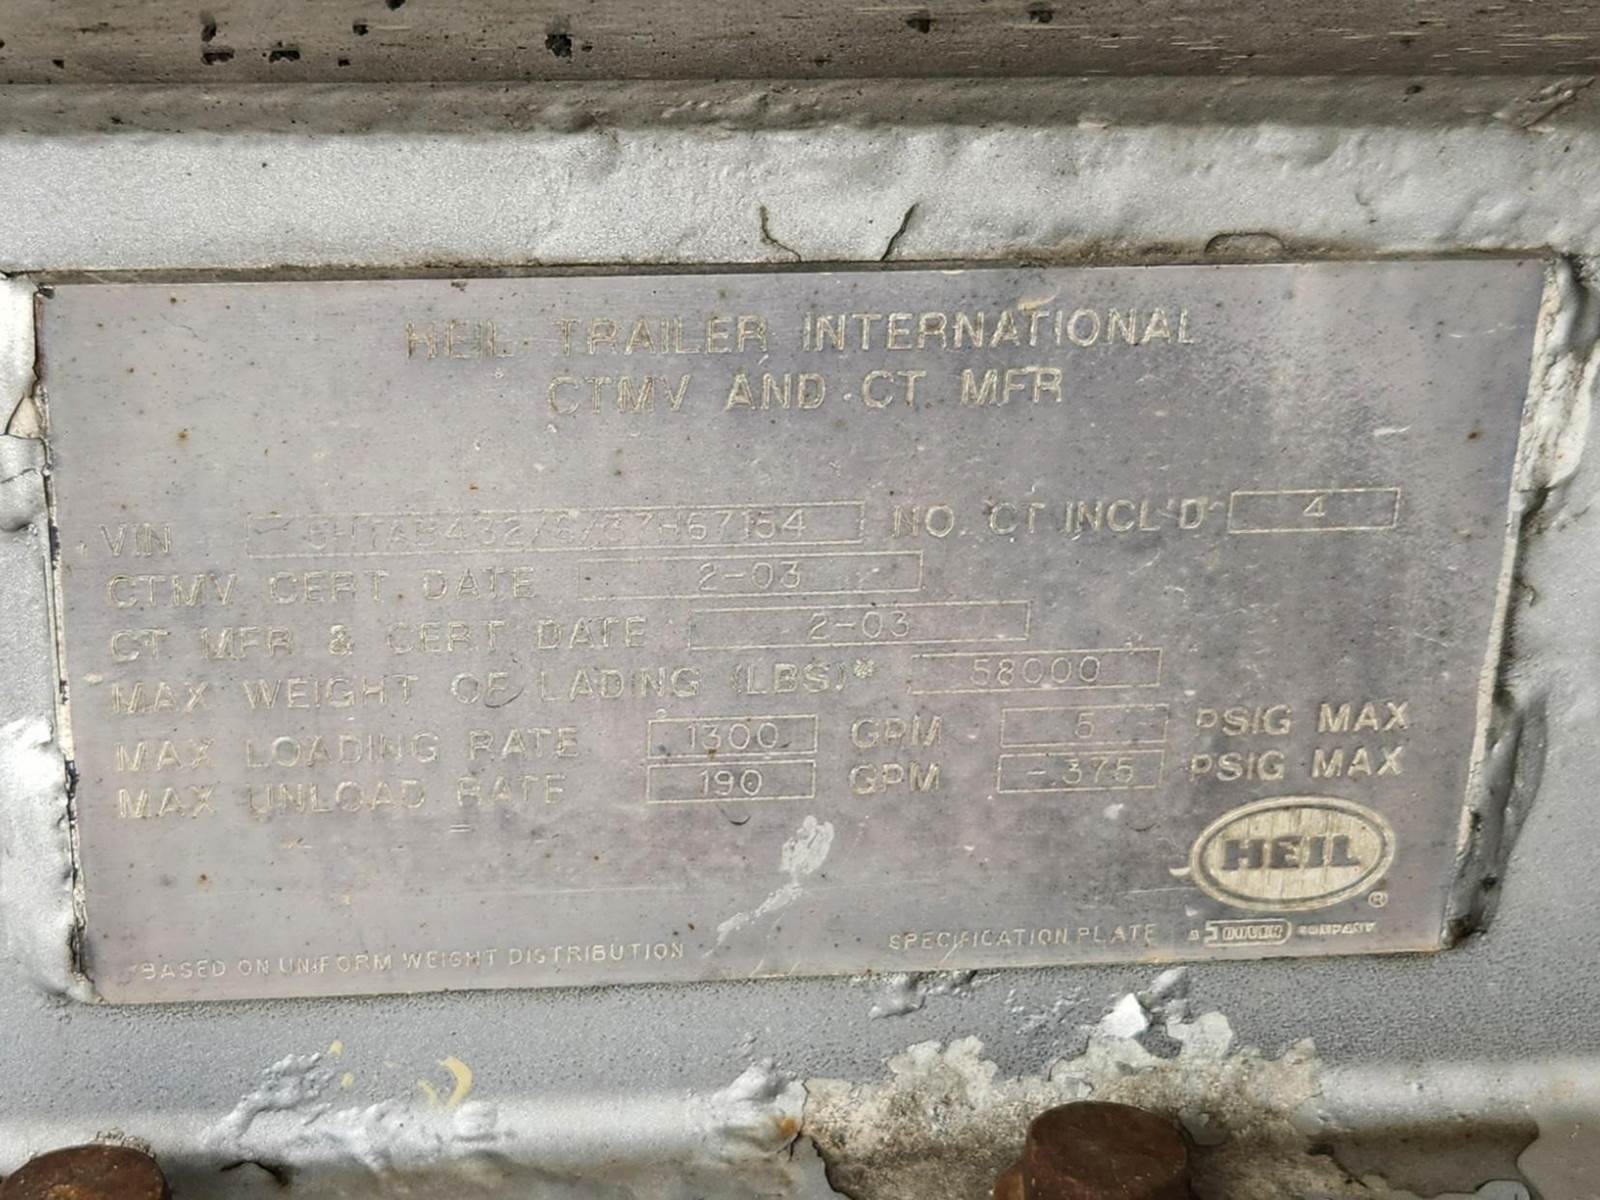 HEIL TRAILER INTERNATIONAL
CTMV AND CT MFR
VIN NO. CT INCL'D 4
CTMV CERT DATE 2-03
CT MFR & CERT DATE 2-03
MAX WEIGHT OF LADING (LBS)* 58000
MAX LOADING RATE 1300 GPM 5 PSIG MAX
MAX UNLOAD RATE 190 GPM -.375 PSIG MAX
HEIL
®
*BASED ON UNIFORM WEIGHT DISTRIBUTION
SPECIFICATION PLATE A DOVER COMPANY